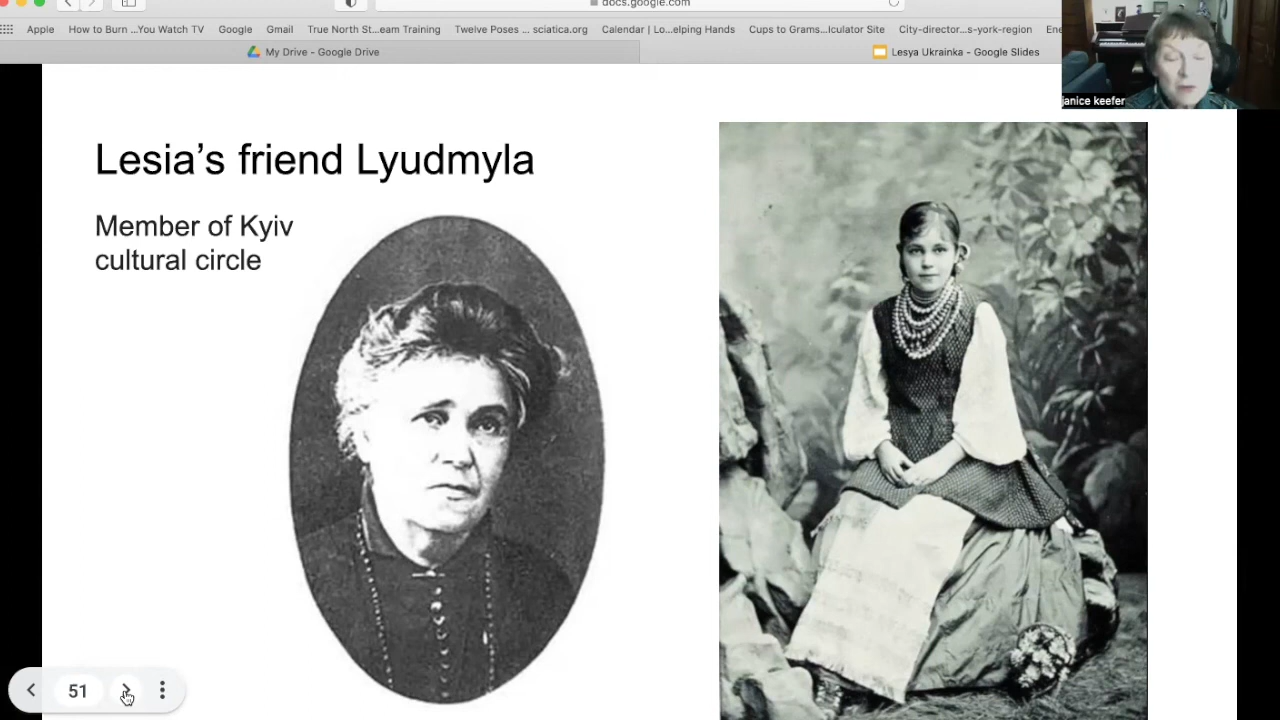 docs.google.com
Apple How to Burn ...You Watch TV Google Gmail True North St...ean Training Twelve Poses ... sciatica.org Calendar | Lo...elping Hands Cups to Grams...lculator Site City-director...s-york-region Ene
My Drive - Google Drive Lesya Ukrainka - Google Slides
janice keefer
Lesia’s friend Lyudmyla
Member of Kyiv
cultural circle
51